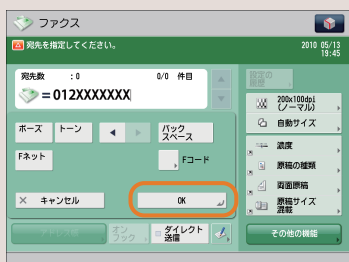 ファクス
宛先を指定してください。
2010 05/13
19:45
宛先数 :0 0/0 件目
=012XXXXXXX
設定の
履歴
200x100dpi
(ノーマル)
自動サイズ
ポーズ
トーン
バック
スペース
Fネット
Fコード
濃度
原稿の種類
両面原稿
原稿サイズ
混載
× キャンセル
OK
オン
フック
ダイレクト
送信
その他の機能